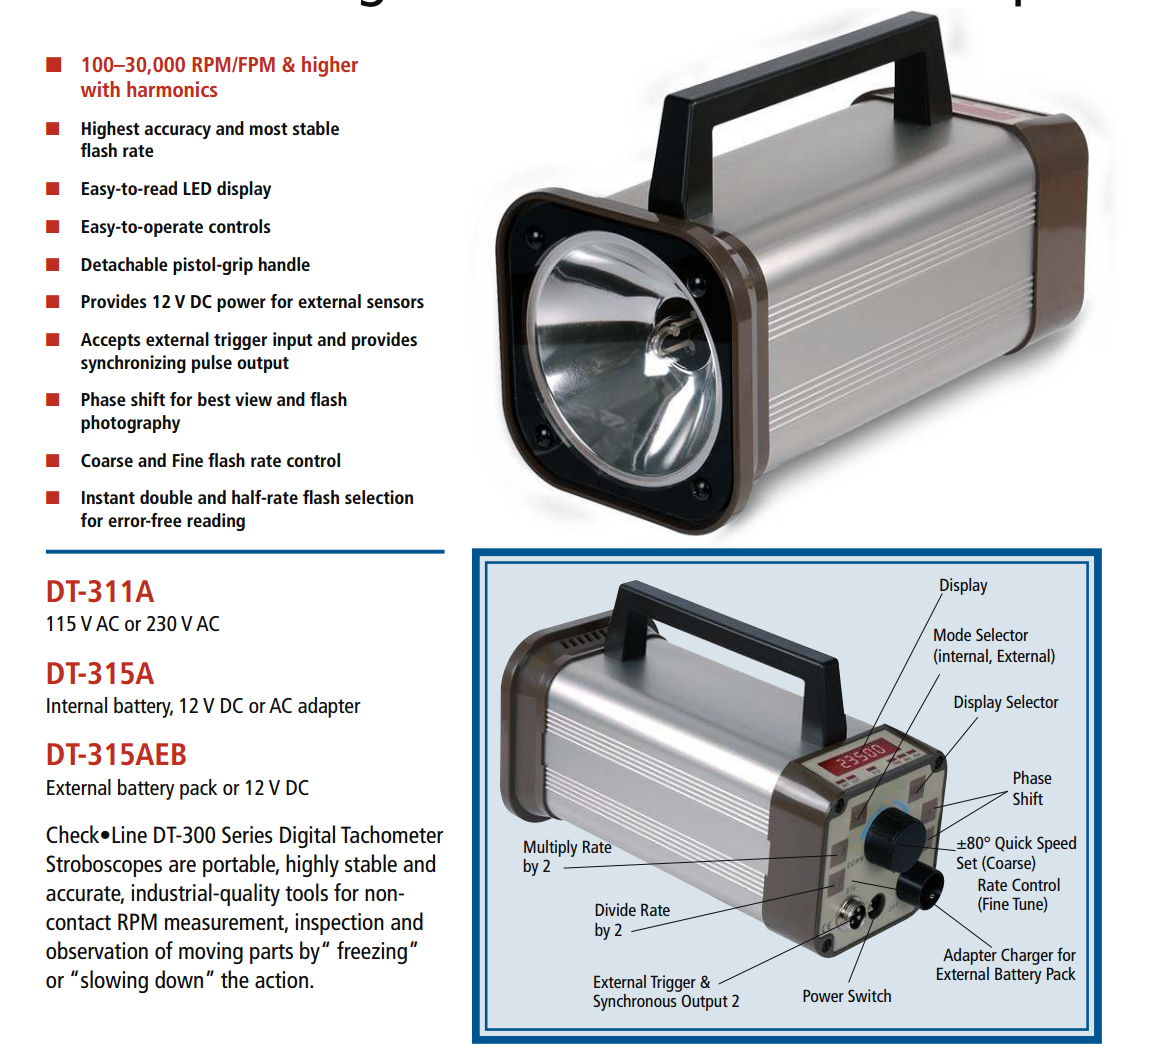 100–30,000 RPM/FPM & higher
with harmonics
Highest accuracy and most stable
flash rate
Easy-to-read LED display
Easy-to-operate controls
Detachable pistol-grip handle
Provides 12 V DC power for external sensors
Accepts external trigger input and provides
synchronizing pulse output
Phase shift for best view and flash
photography
Coarse and Fine flash rate control
Instant double and half-rate flash selection
for error-free reading
DT-311A
115 V AC or 230 V AC
DT-315A
Internal battery, 12 V DC or AC adapter
DT-315AEB
External battery pack or 12 V DC
Check•Line DT-300 Series Digital Tachometer
Stroboscopes are portable, highly stable and
accurate, industrial-quality tools for non-
contact RPM measurement, inspection and
observation of moving parts by“ freezing”
or “slowing down” the action.
Display
Mode Selector
(internal, External)
Display Selector
23500
Phase
Shift
±80° Quick Speed
Set (Coarse)
Rate Control
(Fine Tune)
Multiply Rate
by 2
Divide Rate
by 2
Adapter Charger for
External Battery Pack
External Trigger &
Synchronous Output 2
Power Switch